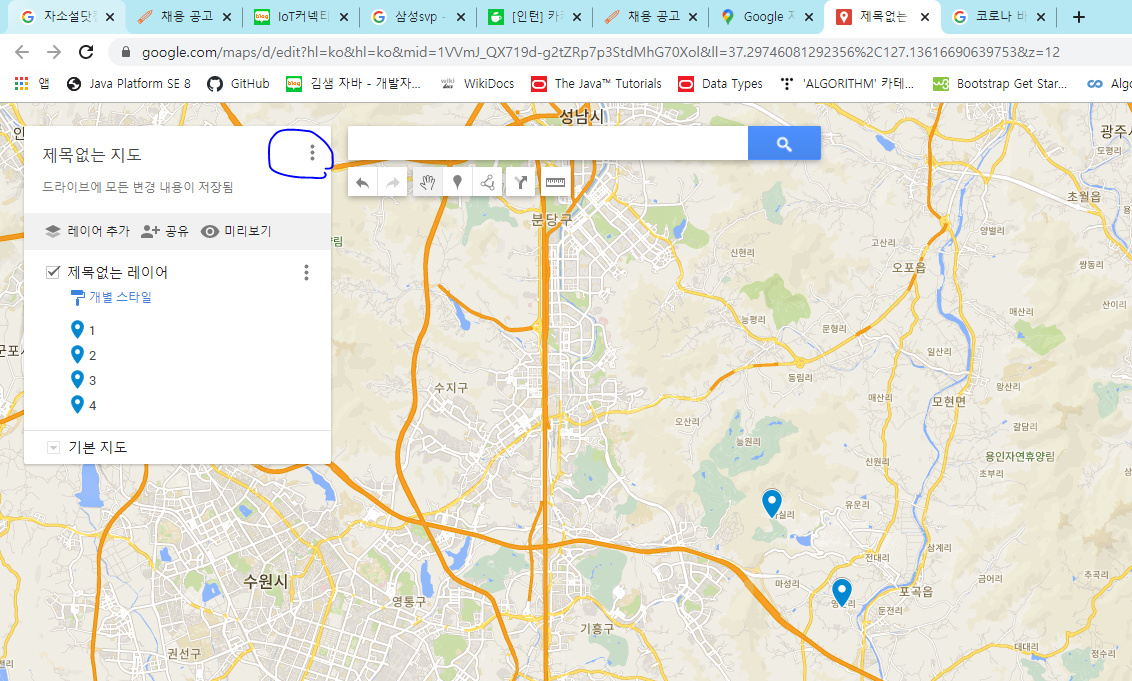 자소설닷
채용 공고
IoT커넥티
삼성svp -
[인턴] 카
채용 공고
Google 지
제목없는
코로나 바
google.com/maps/d/edit?hl=ko&hl=ko&mid=1VVmJ_QX719d-g2tZRp7p3StdMhG70Xol&ll=37.29746081292356%2C127.13616690639753&z=12
앱
Java Platform SE 8
GitHub
blog
김샘 자바 - 개발자...
wiki
WikiDocs
The Java™ Tutorials
Data Types
'ALGORITHM' 카테...
Bootstrap Get Star...
Algo
제목없는 지도
드라이브에 모든 변경 내용이 저장됨
레이어 추가
공유
미리보기
제목없는 레이어
개별 스타일
1
2
3
4
기본 지도
성남시
광주시
도평리
초월읍
분당구
양벌리
고산리
신현리
오포읍
쌍동리
산이리
능평리
문형리
매산리
일산리
수지구
동림리
왕산리
매산리
모현면
오산리
갈담리
능원리
용인자연휴양림
신원리
초부리
유운리
삼계리
전대리
금어리
추곡리
수원시
마성리
포곡읍
영통구
둔전리
기흥구
대대리
권선구
정수리